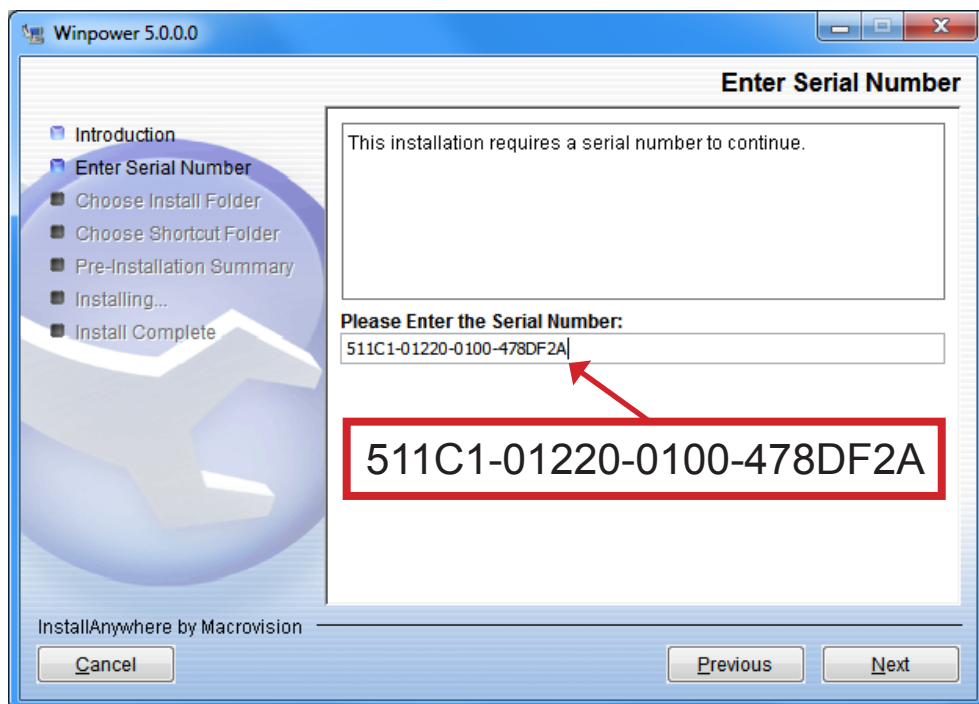 Winpower 5.0.0.0
Enter Serial Number
Introduction
Enter Serial Number
Choose Install Folder
Choose Shortcut Folder
Pre-Installation Summary
Installing...
Install Complete
This installation requires a serial number to continue.
Please Enter the Serial Number:
511C1-01220-0100-478DF2A
511C1-01220-0100-478DF2A
InstallAnywhere by Macrovision
Cancel
Previous
Next